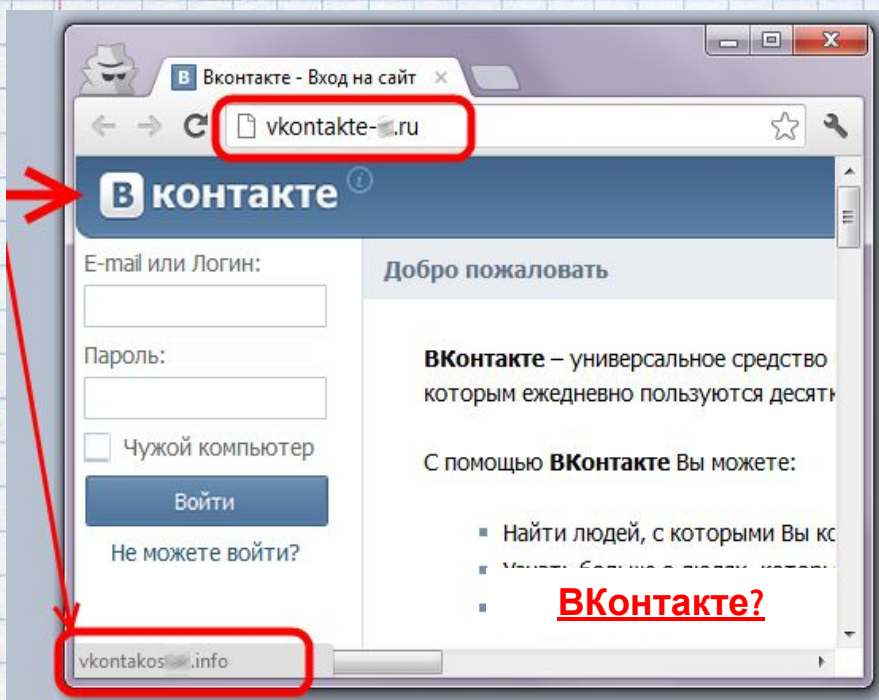 Вконтакте - Вход на сайт
vkontakte-.ru
В контакте
E-mail или Логин:
Пароль:
Чужой компьютер
Войти
Не можете войти?
Добро пожаловать
ВКонтакте – универсальное средство
которым ежедневно пользуются десятк
С помощью ВКонтакте Вы можете:
Найти людей, с которыми Вы кс
ВКонтакте?
vkontakos.info